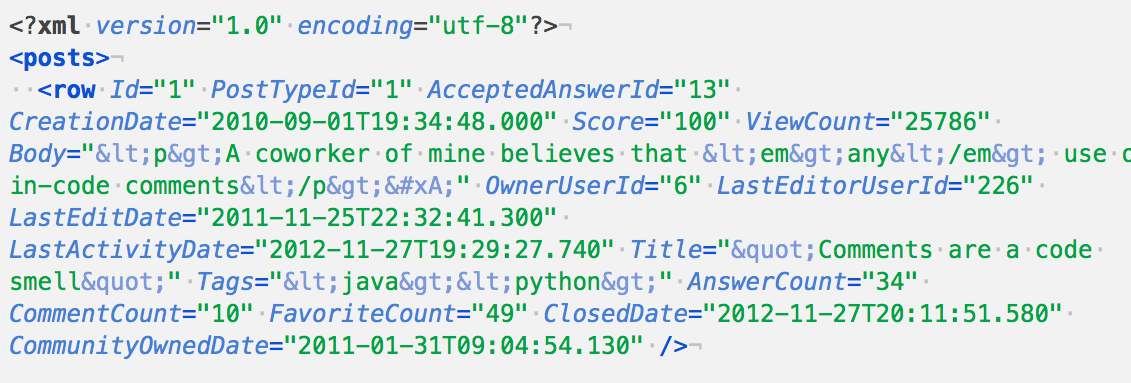 <?xml version="1.0" encoding="utf-8"?>
<posts>
<row Id="1" PostTypeId="1" AcceptedAnswerId="13"
CreationDate="2010-09-01T19:34:48.000" Score="100" ViewCount="25786"
Body="&lt;p&gt;A coworker of mine believes that &lt;em&gt;any&lt;/em&gt; use
in-code comments&lt;/p&gt;&#xA;" OwnerUserId="6" LastEditorUserId="226"
LastEditDate="2011-11-25T22:32:41.300"
LastActivityDate="2012-11-27T19:29:27.740" Title="&quot;Comments are a code
smell&quot;" Tags="&lt;java&gt;&lt;python&gt;" AnswerCount="34"
CommentCount="10" FavoriteCount="49" ClosedDate="2012-11-27T20:11:51.580"
CommunityOwnedDate="2011-01-31T09:04:54.130" />